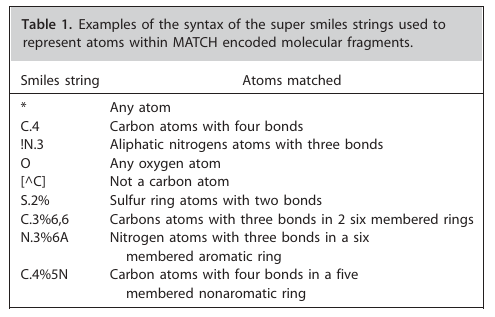 Table 1. Examples of the syntax of the super smiles strings used to
represent atoms within MATCH encoded molecular fragments.
Smiles string Atoms matched
* Any atom
C.4 Carbon atoms with four bonds
!N.3 Aliphatic nitrogens atoms with three bonds
O Any oxygen atom
[^C] Not a carbon atom
S.2% Sulfur ring atoms with two bonds
C.3%6,6 Carbons atoms with three bonds in 2 six membered rings
N.3%6A Nitrogen atoms with three bonds in a six
membered aromatic ring
C.4%5N Carbon atoms with four bonds in a five
membered nonaromatic ring